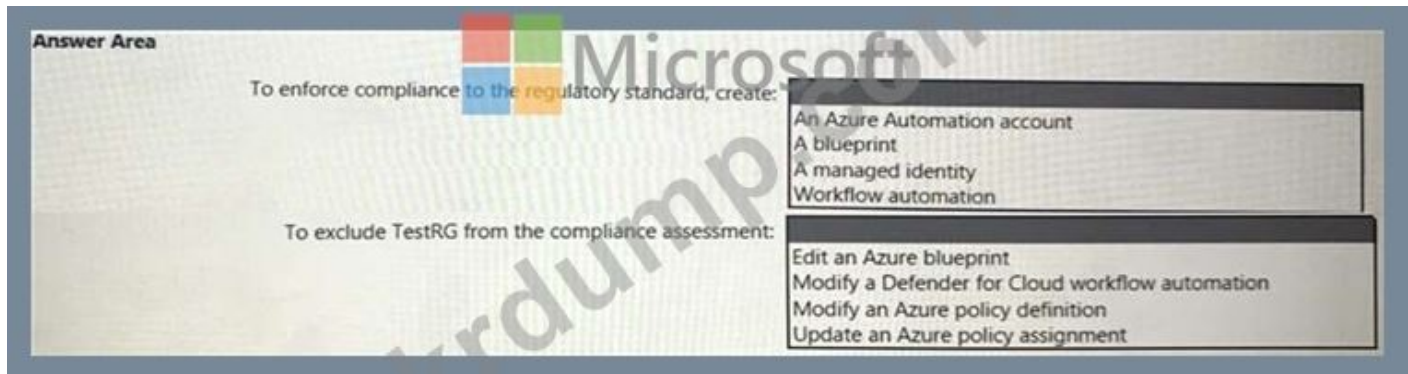 Answer Area
Microsoft
To enforce compliance to the regulatory standard, create:
An Azure Automation account
A blueprint
A managed identity
Workflow automation
To exclude TestRG from the compliance assessment:
Edit an Azure blueprint
Modify a Defender for Cloud workflow automation
Modify an Azure policy definition
Update an Azure policy assignment
krdump.com